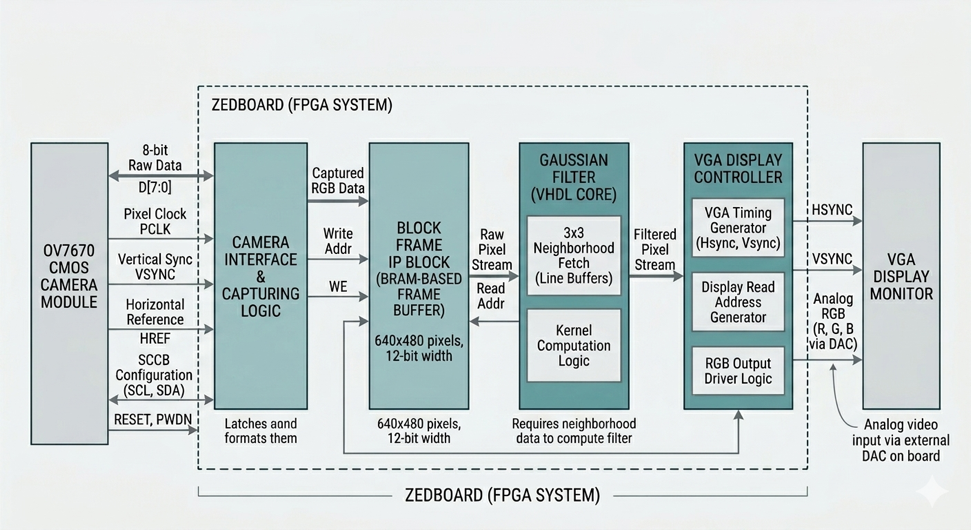 ZEDBOARD (FPGA SYSTEM)
OV7670
CMOS
CAMERA
MODULE
8-bit
Raw Data
D[7:0]
Pixel Clock
PCLK
Vertical Sync
VSYNC
Horizontal
Reference
HREF
SCCB
Configuration
(SCL, SDA)
RESET, PWDN
CAMERA
INTERFACE
&
CAPTURING
LOGIC
Latches aond
formats them
Captured
RGB Data
Write
Addr
WE
BLOCK
FRAME
IP BLOCK
(BRAM-BASED
FRAME
BUFFER)
640x480 pixels,
12-bit width
640x480 pixels,
12-bit width
Raw
Pixel
Stream
Read
Addr
GAUSSIAN
FILTER
(VHDL CORE)
3x3
Neighborhood
Fetch
(Line Buffers)
Kernel
Computation
Logic
Requires neighborhood
data to compute filter
Filtered
Pixel
Stream
VGA DISPLAY
CONTROLLER
VGA Timing
Generator
(Hsync, Vsync)
Display Read
Address
Generator
RGB Output
Driver Logic
HSYNC
VSYNC
Analog
RGB
(R, G, B
via DAC)
VGA
DISPLAY
MONITOR
Analog video
input via external
DAC on board
ZEDBOARD (FPGA SYSTEM)